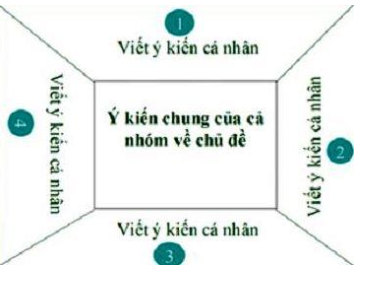 1
Viết ý kiến cá nhân
4
Viết ý kiến cá nhân
Ý kiến chung của cả
nhóm về chủ đề
Viết ý kiến cá nhân
2
Viết ý kiến cá nhân
3